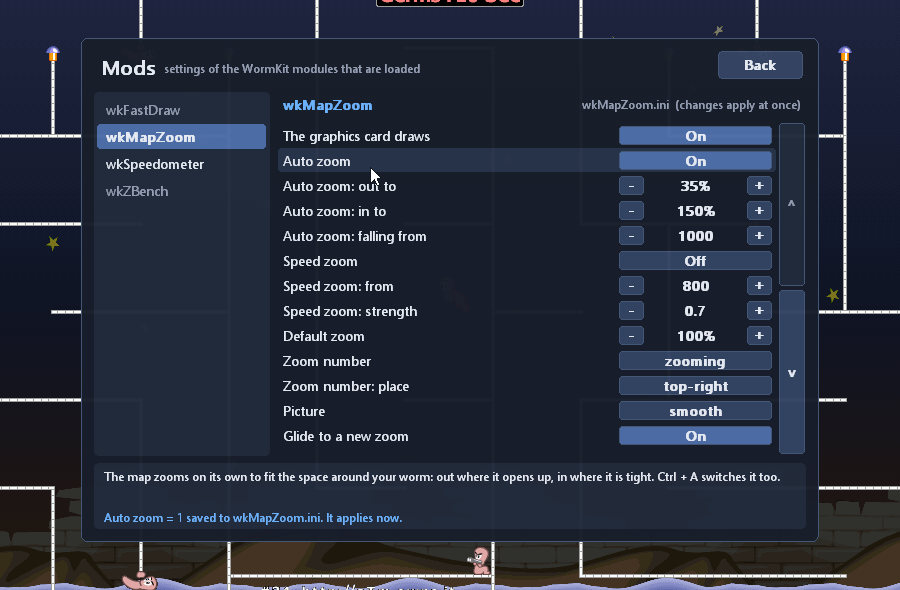 Mods settings of the WormKit modules that are loaded
Back
wkFastDraw
wkMapZoom
wkSpeedometer
wkZBench
wkMapZoom
wkMapZoom.ini (changes apply at once)
The graphics card draws On
Auto zoom On
Auto zoom: out to - 35% +
Auto zoom: in to - 150% +
Auto zoom: falling from - 1000 +
Speed zoom Off
Speed zoom: from - 800 +
Speed zoom: strength - 0.7 +
Default zoom - 100% +
Zoom number zooming
Zoom number: place top-right
Picture smooth
Glide to a new zoom On
^
v
The map zooms on its own to fit the space around your worm: out where it opens up, in where it is tight. Ctrl + A switches it too.
Auto zoom = 1 saved to wkMapZoom.ini. It applies now.